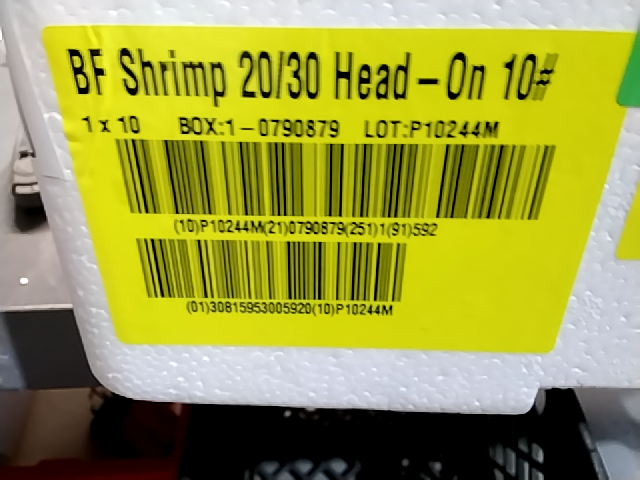 BF Shrimp 20/30 Head-On 10#
1 x 10 BOX:1-0790879 LOT:P10244M
(10)P10244M(21)0790879(251)1(91)592
(01)30815953005920(10)P10244M